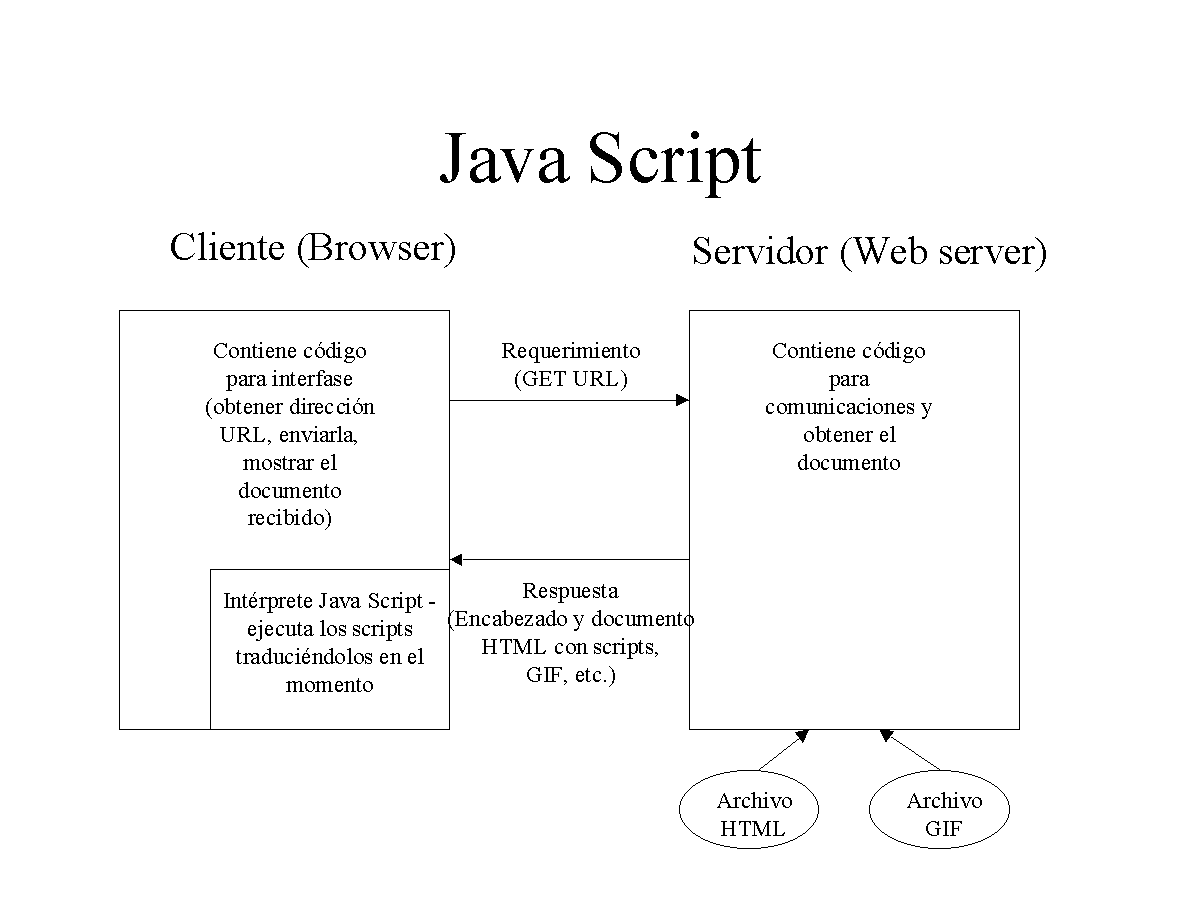 Java Script
Cliente (Browser)
Servidor (Web server)
Contiene código
para interfase
(obtener dirección
URL, enviarla,
mostrar el
documento
recibido)
Requerimiento
(GET URL)
Contiene código
para
comunicaciones y
obtener el
documento
Intérprete Java Script -
ejecuta los scripts
traduciéndolos en el
momento
Respuesta
(Encabezado y documento
HTML con scripts,
GIF, etc.)
Archivo
HTML
Archivo
GIF